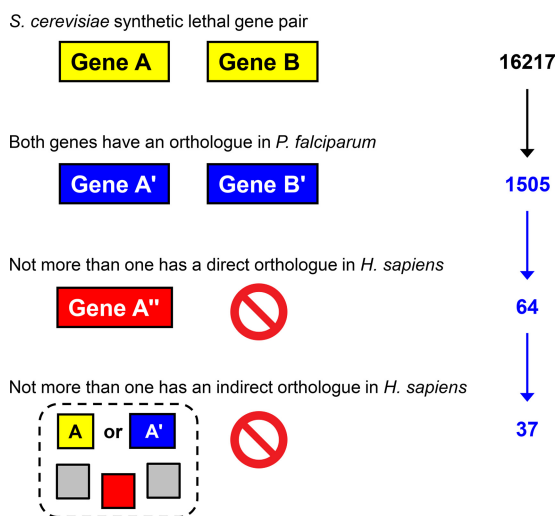 S. cerevisiae synthetic lethal gene pair
Gene A Gene B 16217
Both genes have an orthologue in P. falciparum
Gene A' Gene B' 1505
Not more than one has a direct orthologue in H. sapiens
Gene A'' 64
Not more than one has an indirect orthologue in H. sapiens
A or A' 37